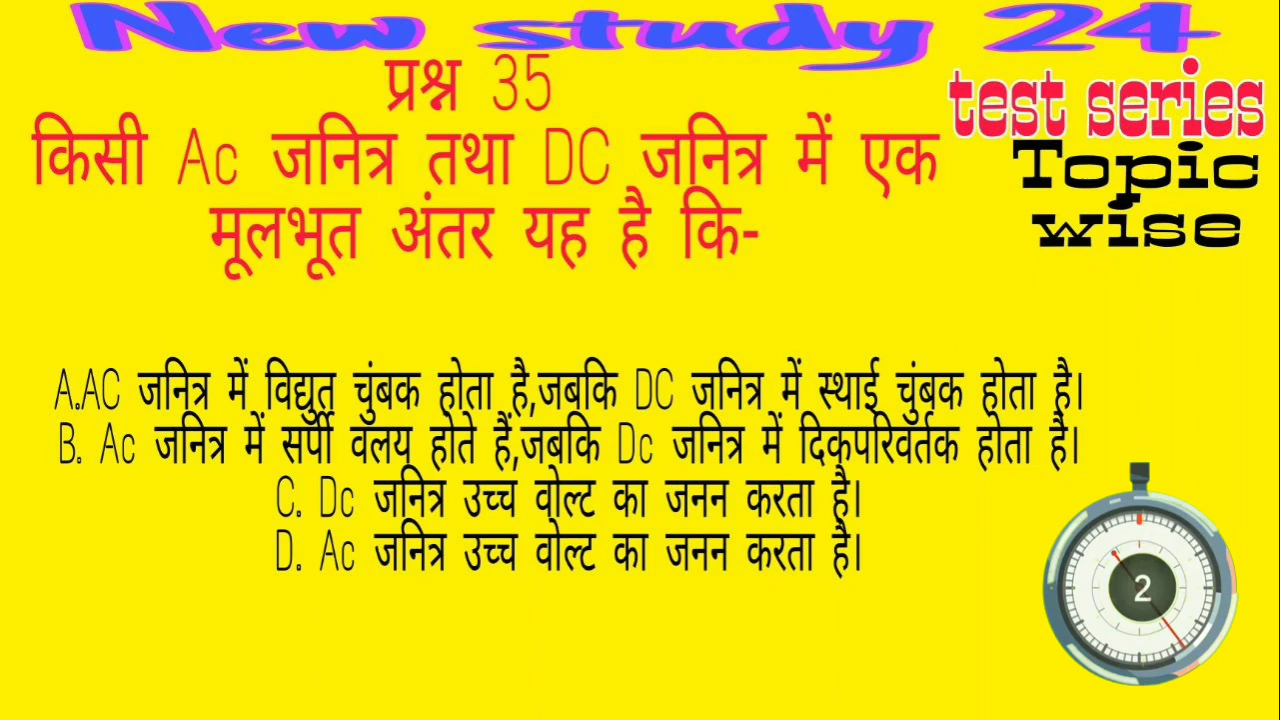 New study 24
प्रश्न 35
test series
किसी Ac जनित्र तथा DC जनित्र में एक
Topic
मूलभूत अंतर यह है कि-
wise
A.AC जनित्र में विद्युत चुंबक होता है,जबकि DC जनित्र में स्थाई चुंबक होता है।
B. Ac जनित्र में सर्पी वलय होते हैं,जबकि Dc जनित्र में दिकपरिवर्तक होता है।
C. Dc जनित्र उच्च वोल्ट का जनन करता है।
D. Ac जनित्र उच्च वोल्ट का जनन करता है।
2